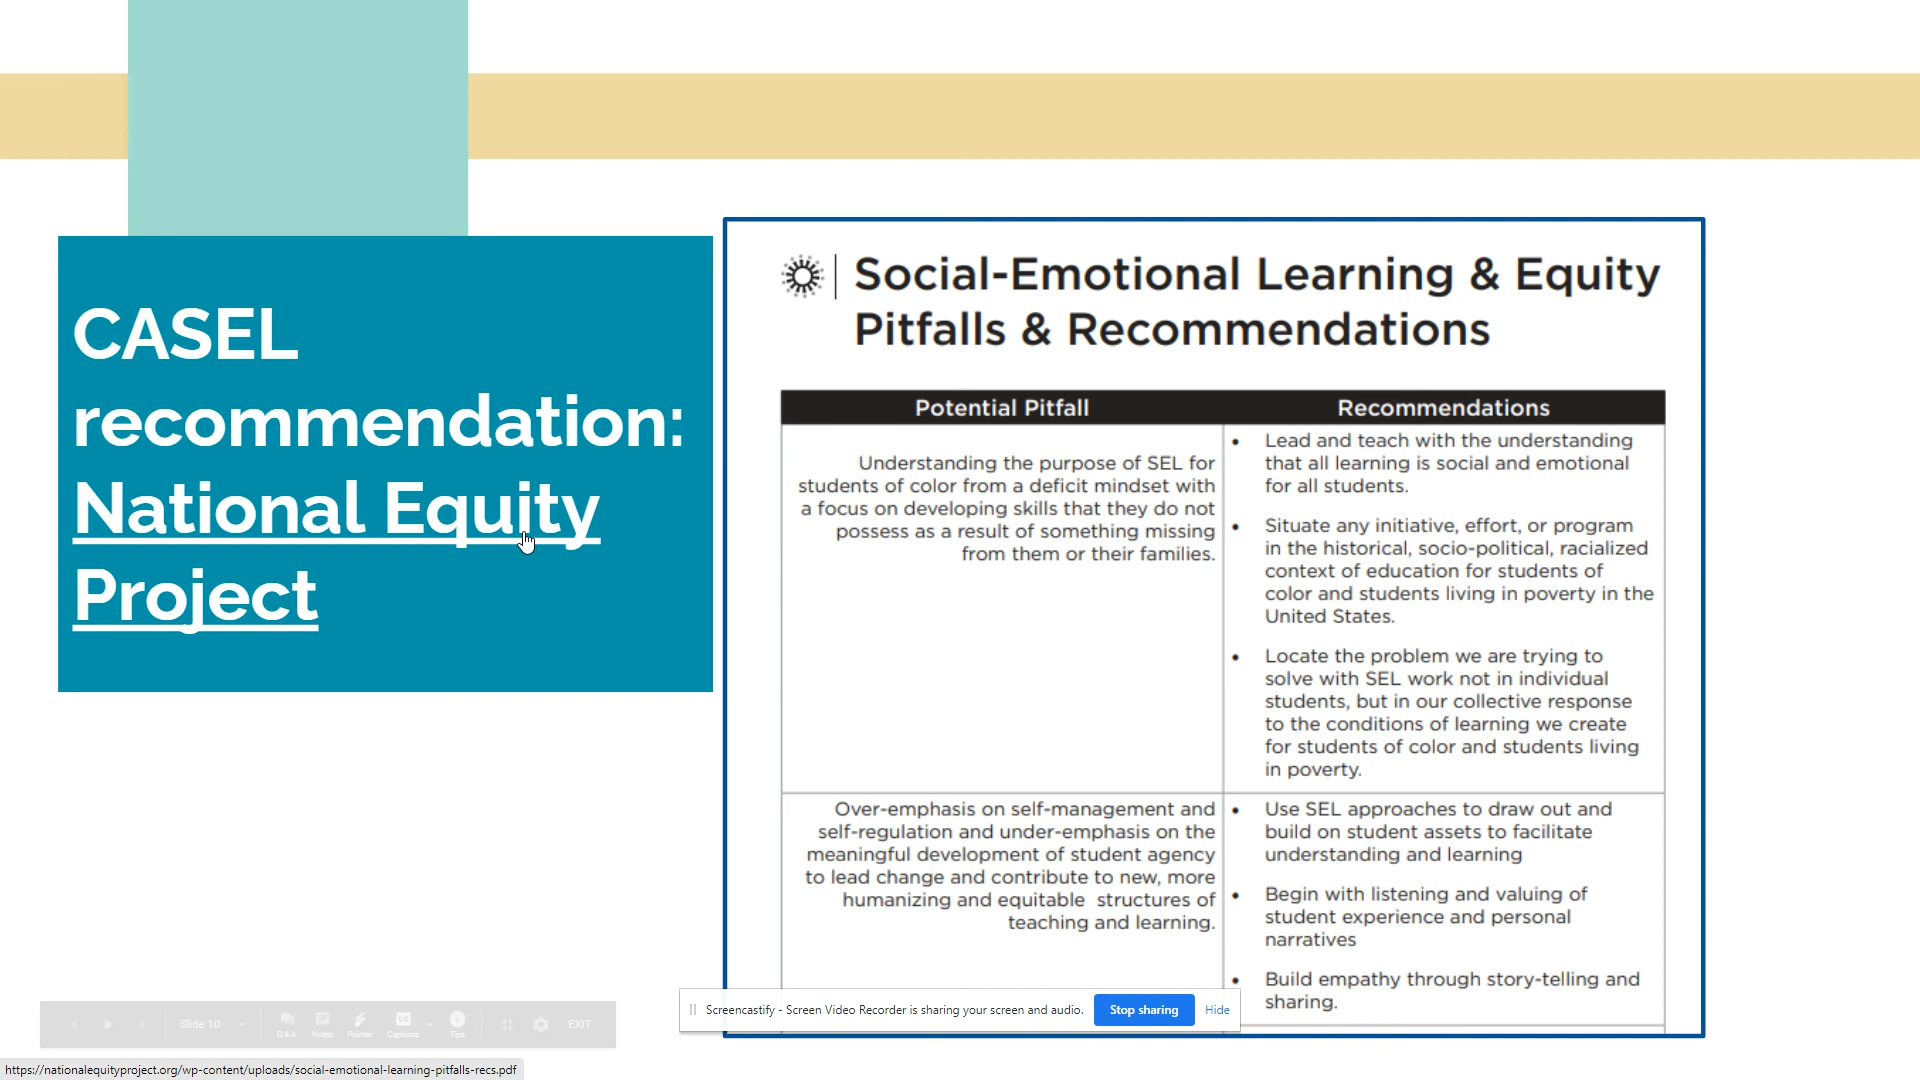 CASEL
recommendation:
National Equity
Project
Social-Emotional Learning & Equity
Pitfalls & Recommendations
Potential Pitfall
Recommendations
Understanding the purpose of SEL for
students of color from a deficit mindset with
a focus on developing skills that they do not
possess as a result of something missing
from them or their families.
• Lead and teach with the understanding
that all learning is social and emotional
for all students.
• Situate any initiative, effort, or program
in the historical, socio-political, racialized
context of education for students of
color and students living in poverty in the
United States.
• Locate the problem we are trying to
solve with SEL work not in individual
students, but in our collective response
to the conditions of learning we create
for students of color and students living
in poverty.
Over-emphasis on self-management and
self-regulation and under-emphasis on the
meaningful development of student agency
to lead change and contribute to new, more
humanizing and equitable structures of
teaching and learning.
• Use SEL approaches to draw out and
build on student assets to facilitate
understanding and learning
• Begin with listening and valuing of
student experience and personal
narratives
• Build empathy through story-telling and
sharing.
Screencastify - Screen Video Recorder is sharing your screen and audio.
Stop sharing
Hide
Slide 10
Q&A
Notes
Pointer
Captions
Tips
EXIT
https://nationalequityproject.org/wp-content/uploads/social-emotional-learning-pitfalls-recs.pdf